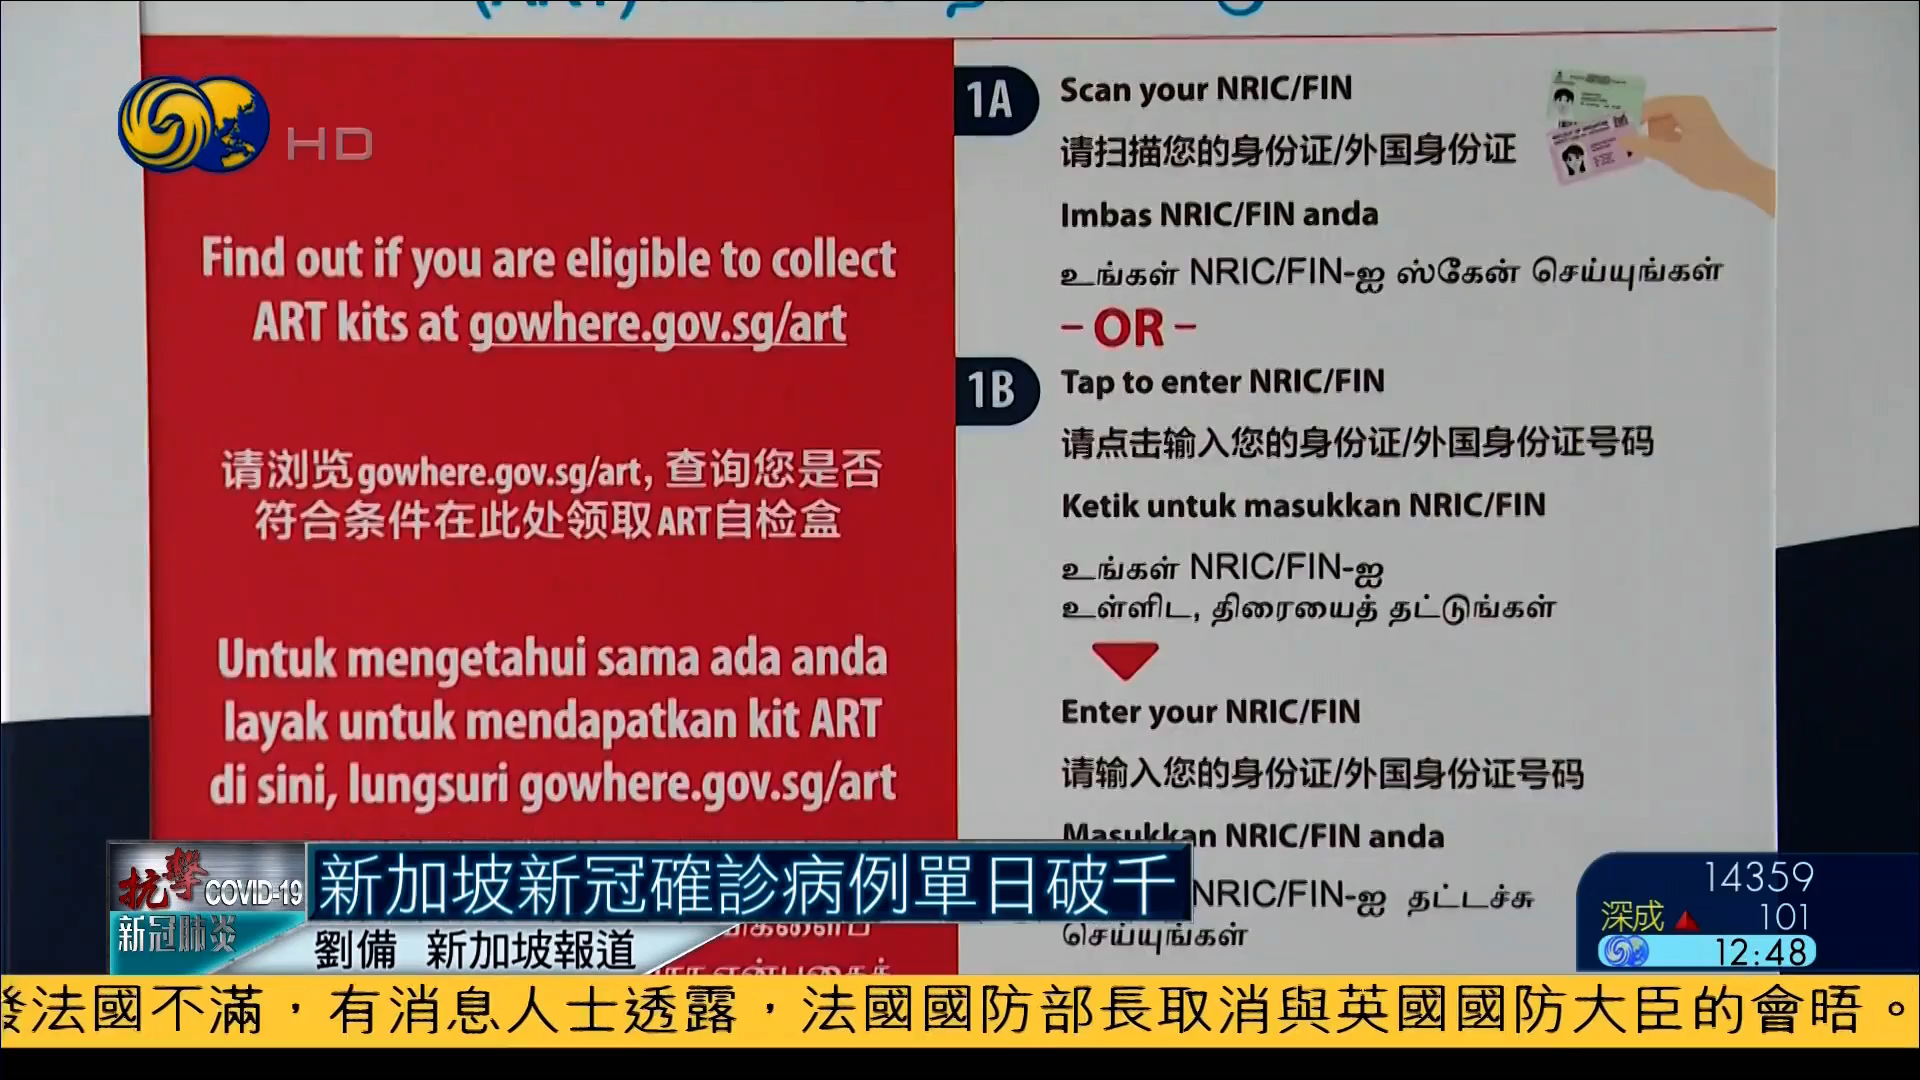 HD
Find out if you are eligible to collect
ART kits at gowhere.gov.sg/art
请浏览gowhere.gov.sg/art, 查询您是否
符合条件在此处领取ART自检盒
Untuk mengetahui sama ada anda
layak untuk mendapatkan kit ART
di sini, lungsuri gowhere.gov.sg/art
1A
Scan your NRIC/FIN
请扫描您的身份证/外国身份证
Imbas NRIC/FIN anda
உங்கள் NRIC/FIN-ஐ ஸ்கேன் செய்யுங்கள்
– OR –
1B
Tap to enter NRIC/FIN
请点击输入您的身份证/外国身份证号码
Ketik untuk masukkan NRIC/FIN
உங்கள் NRIC/FIN-ஐ
உள்ளிட, திரையைத் தட்டுங்கள்
Enter your NRIC/FIN
请输入您的身份证/外国身份证号码
Masukkan NRIC/FIN anda
NRIC/FIN-ஐ தட்டச்சு
செய்யுங்கள்
抗擊 COVID-19
新冠肺炎
新加坡新冠確診病例單日破千
劉備 新加坡報道
14359
深成 101
12:48
發法國不滿，有消息人士透露，法國國防部長取消與英國國防大臣的會晤。